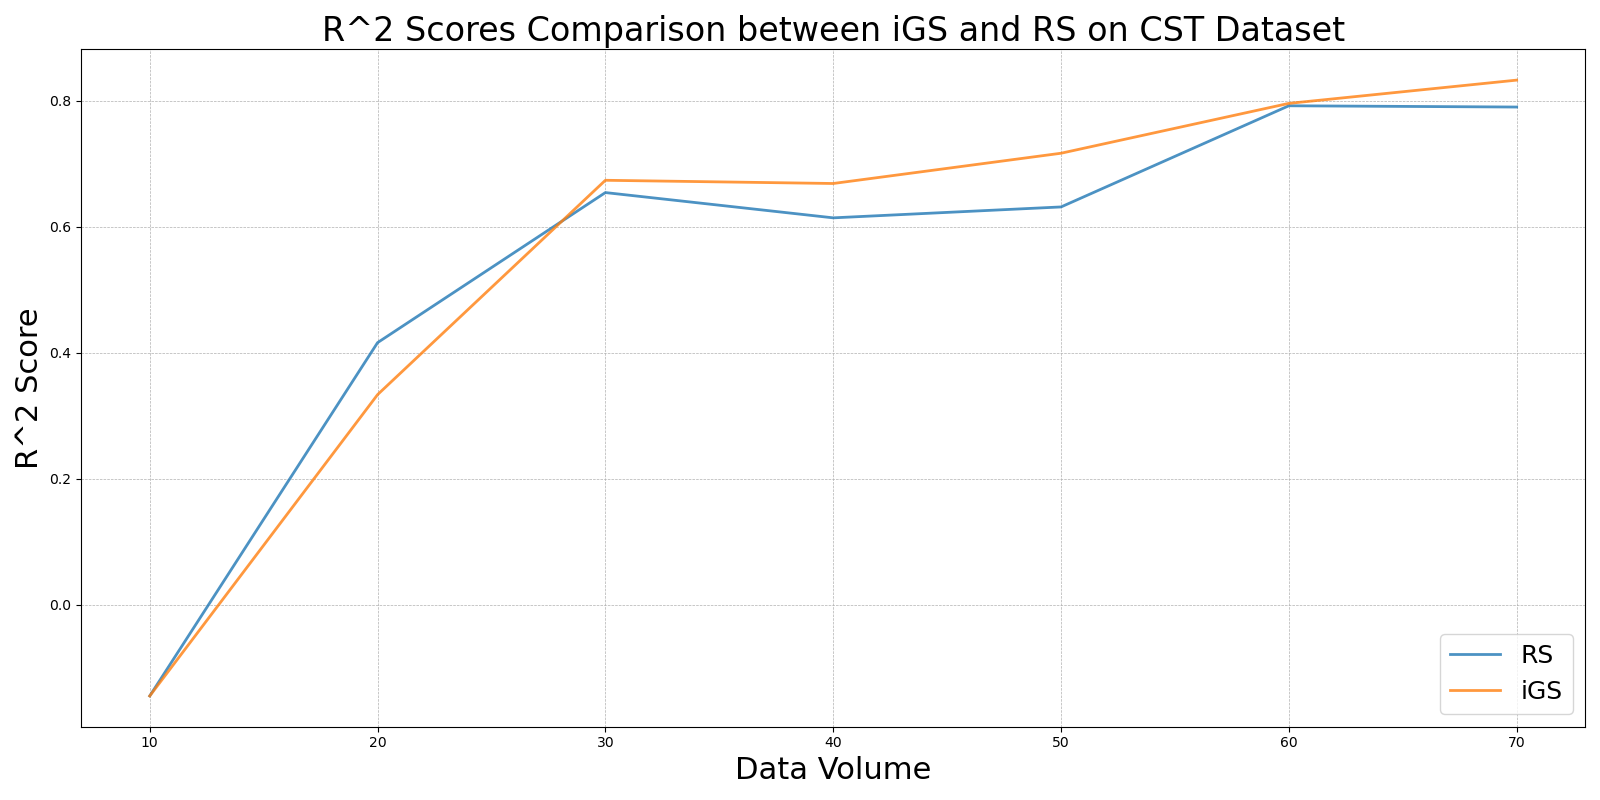 R^2 Scores Comparison between iGS and RS on CST Dataset
R^2 Score
0.8
0.6
0.4
0.2
0.0
10 20 30 40 50 60 70
Data Volume
RS
iGS